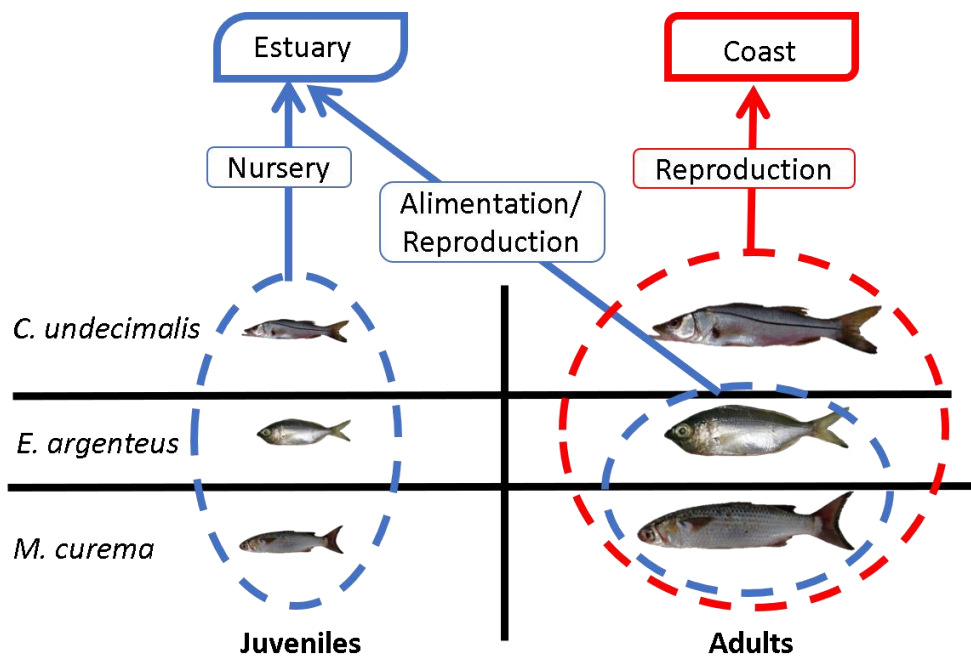 Estuary
Coast
Nursery
Reproduction
Alimentation/
Reproduction
C. undecimalis
E. argenteus
M. curema
Juveniles
Adults